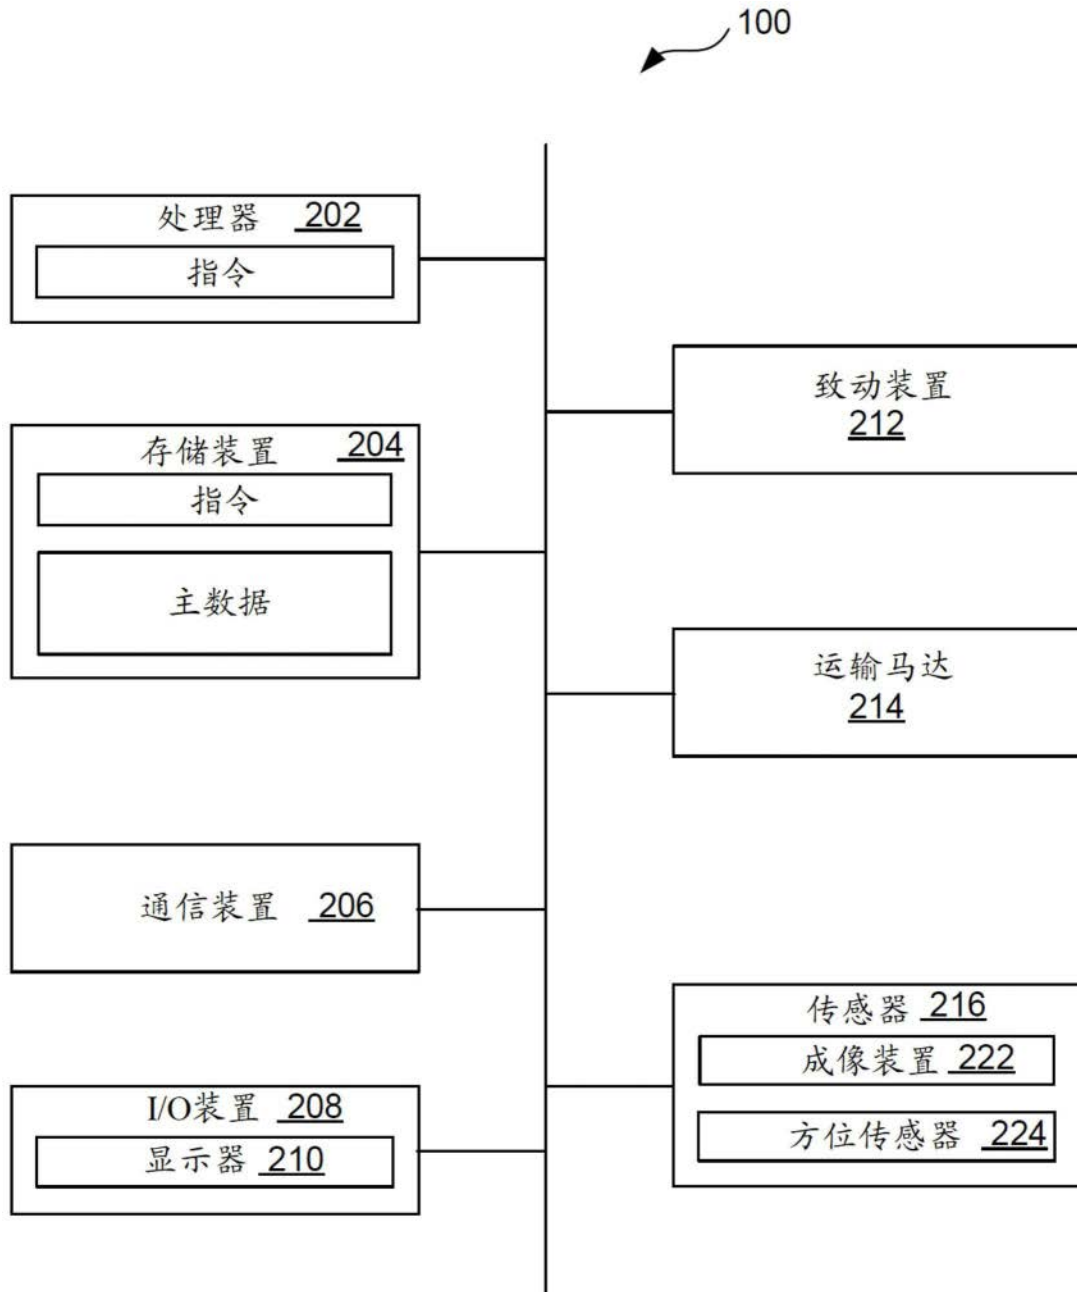 100
处理器 202
指令
存储装置 204
指令
主数据
通信装置 206
I/O装置 208
显示器 210
致动装置
212
运输马达
214
传感器 216
成像装置 222
方位传感器 224